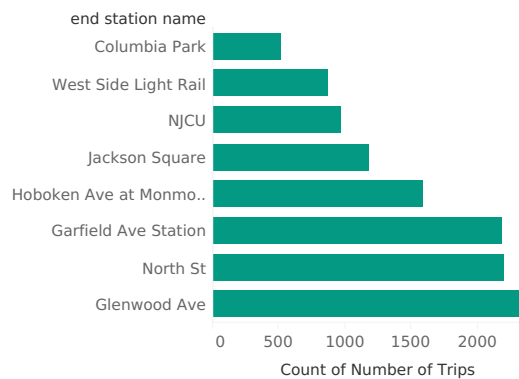 end station name
Columbia Park
West Side Light Rail
NJCU
Jackson Square
Hoboken Ave at Monmo..
Garfield Ave Station
North St
Glenwood Ave
0 500 1000 1500 2000
Count of Number of Trips